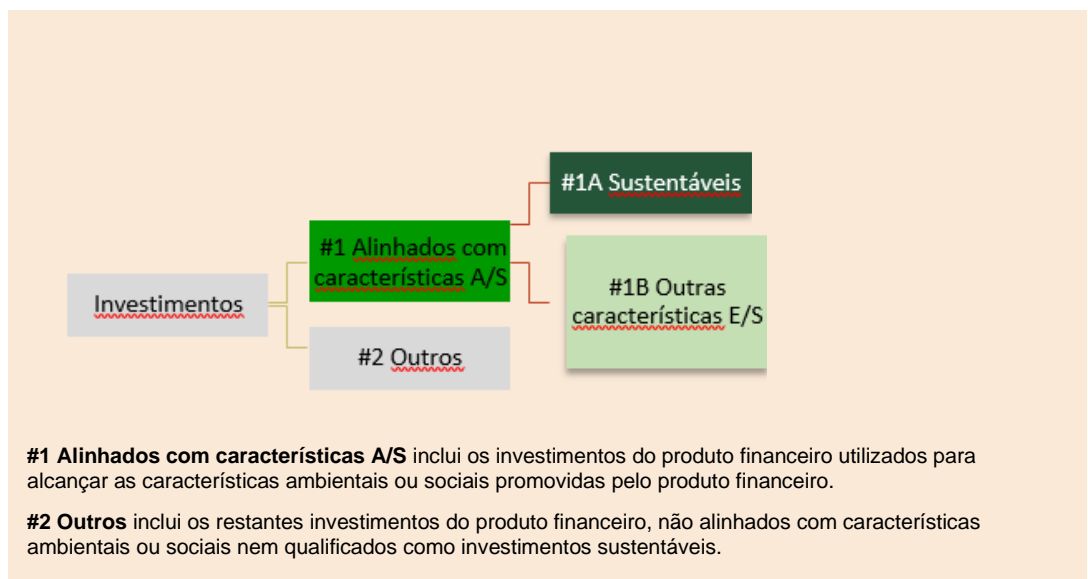 #1A Sustentáveis
#1 Alinhados com
características A/S
Investimentos
#1B Outras
características E/S
#2 Outros
#1 Alinhados com características A/S inclui os investimentos do produto financeiro utilizados para
alcançar as características ambientais ou sociais promovidas pelo produto financeiro.
#2 Outros inclui os restantes investimentos do produto financeiro, não alinhados com características
ambientais ou sociais nem qualificados como investimentos sustentáveis.